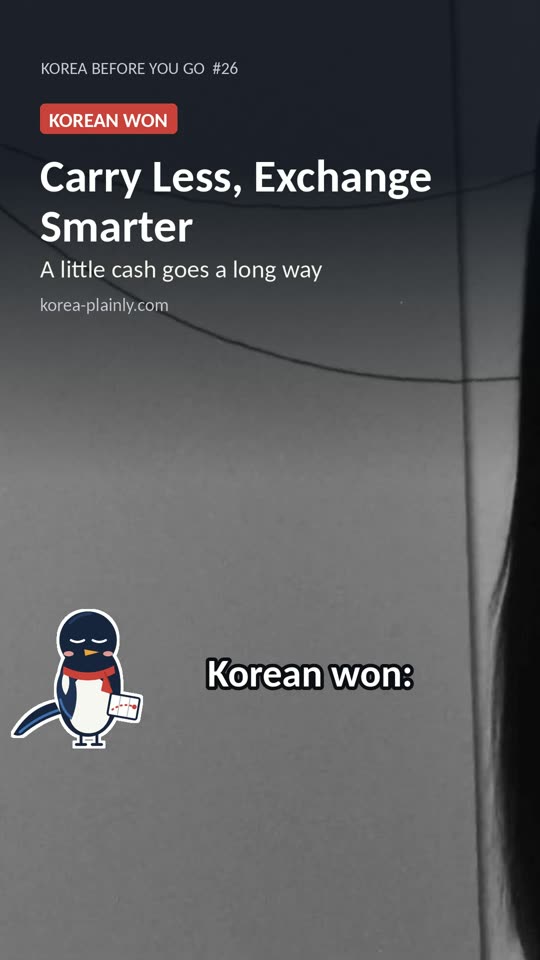 KOREA BEFORE YOU GO #26
KOREAN WON
Carry Less, Exchange
Smarter
A little cash goes a long way
korea-plainly.com
Korean won: